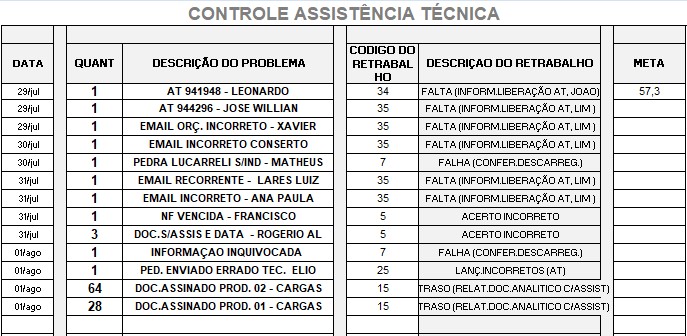 CONTROLE ASSISTÊNCIA TÉCNICA
DATA QUANT DESCRIÇÃO DO PROBLEMA CODIGO DO RETRABAL HO DESCRIÇAO DO RETRABALHO META
29/jul 1 AT 941948 - LEONARDO 34 FALTA (INFORM.LIBERAÇÃO AT, JOAO) 57,3
29/jul 1 AT 944296 - JOSE WILLIAN 35 FALTA (INFORM.LIBERAÇÃO AT, LIM )
29/jul 1 EMAIL ORÇ. INCORRETO - XAVIER 35 FALTA (INFORM.LIBERAÇÃO AT, LIM )
30/jul 1 EMAIL INCORRETO CONSERTO 35 FALTA (INFORM.LIBERAÇÃO AT, LIM )
30/jul 1 PEDRA LUCARRELI S/IND - MATHEUS 7 FALHA (CONFER.DESCARREG.)
31/jul 1 EMAIL RECORRENTE - LARES LUIZ 35 FALTA (INFORM.LIBERAÇÃO AT, LIM )
31/jul 1 EMAIL INCORRETO - ANA PAULA 35 FALTA (INFORM.LIBERAÇÃO AT, LIM )
31/jul 1 NF VENCIDA - FRANCISCO 5 ACERTO INCORRETO
31/jul 3 DOC.S/ASSIS E DATA - ROGERIO AL 5 ACERTO INCORRETO
01/ago 1 INFORMAÇAO INQUIVOCADA 7 FALHA (CONFER.DESCARREG.)
01/ago 1 PED. ENVIADO ERRADO TEC. ELIO 25 LANÇ.INCORRETOS (AT)
01/ago 64 DOC.ASSINADO PROD. 02 - CARGAS 15 TRASO (RELAT.DOC.ANALITICO C/ASSIST)
01/ago 28 DOC.ASSINADO PROD. 01 - CARGAS 15 TRASO (RELAT.DOC.ANALITICO C/ASSIST)